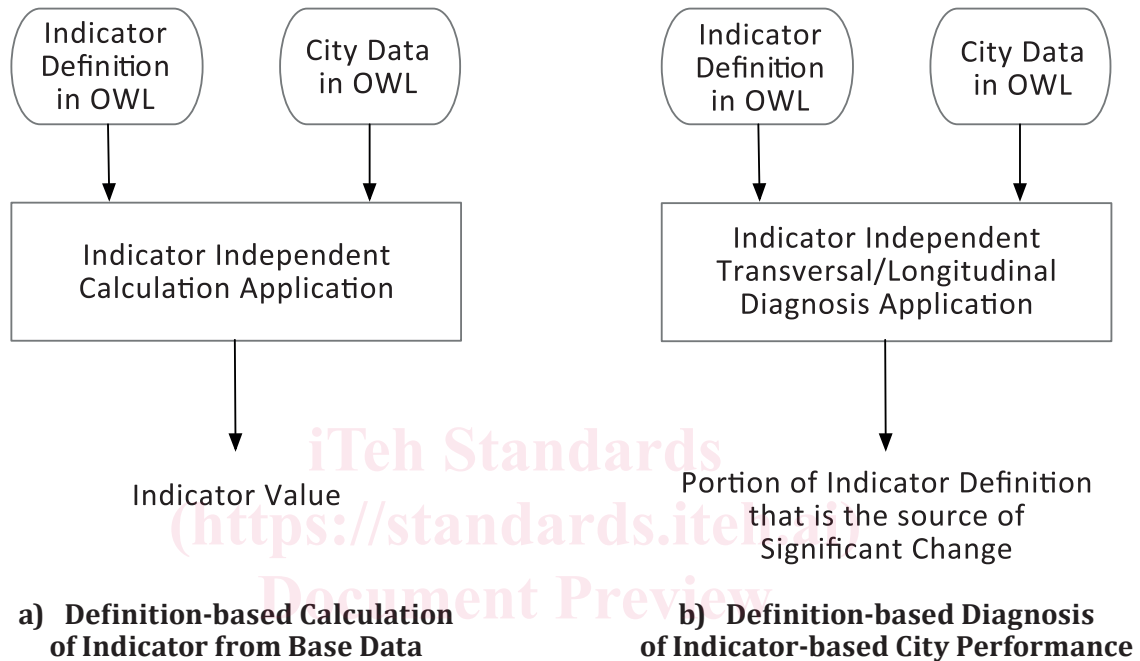 Indicator
Definition
in OWL
City Data
in OWL
Indicator Independent
Calculation Application
Indicator Value
a) Definition-based Calculation
of Indicator from Base Data
Indicator
Definition
in OWL
City Data
in OWL
Indicator Independent
Transversal/Longitudinal
Diagnosis Application
Portion of Indicator Definition
that is the source of
Significant Change
b) Definition-based Diagnosis
of Indicator-based City Performance
iTeh Standards
(https://standards.iteh.ai)
Document Preview